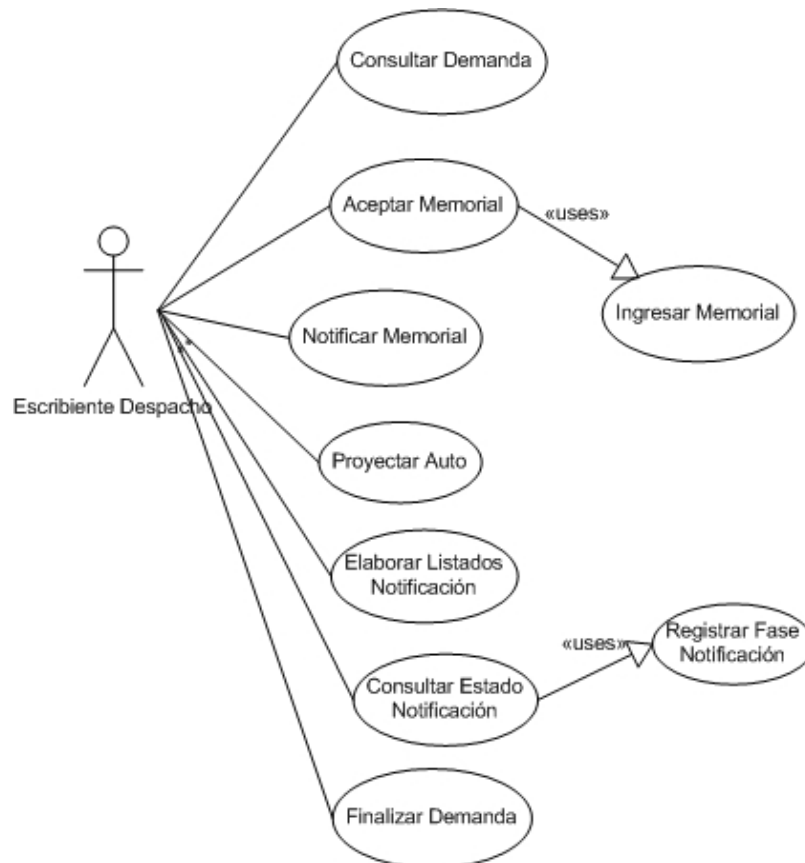 Consultar Demanda
Aceptar Memorial
«uses»
Ingresar Memorial
Notificar Memorial
Escribiente Despacho
Proyectar Auto
Elaborar Listados
Notificación
Registrar Fase
Notificación
«uses»
Consultar Estado
Notificación
Finalizar Demanda